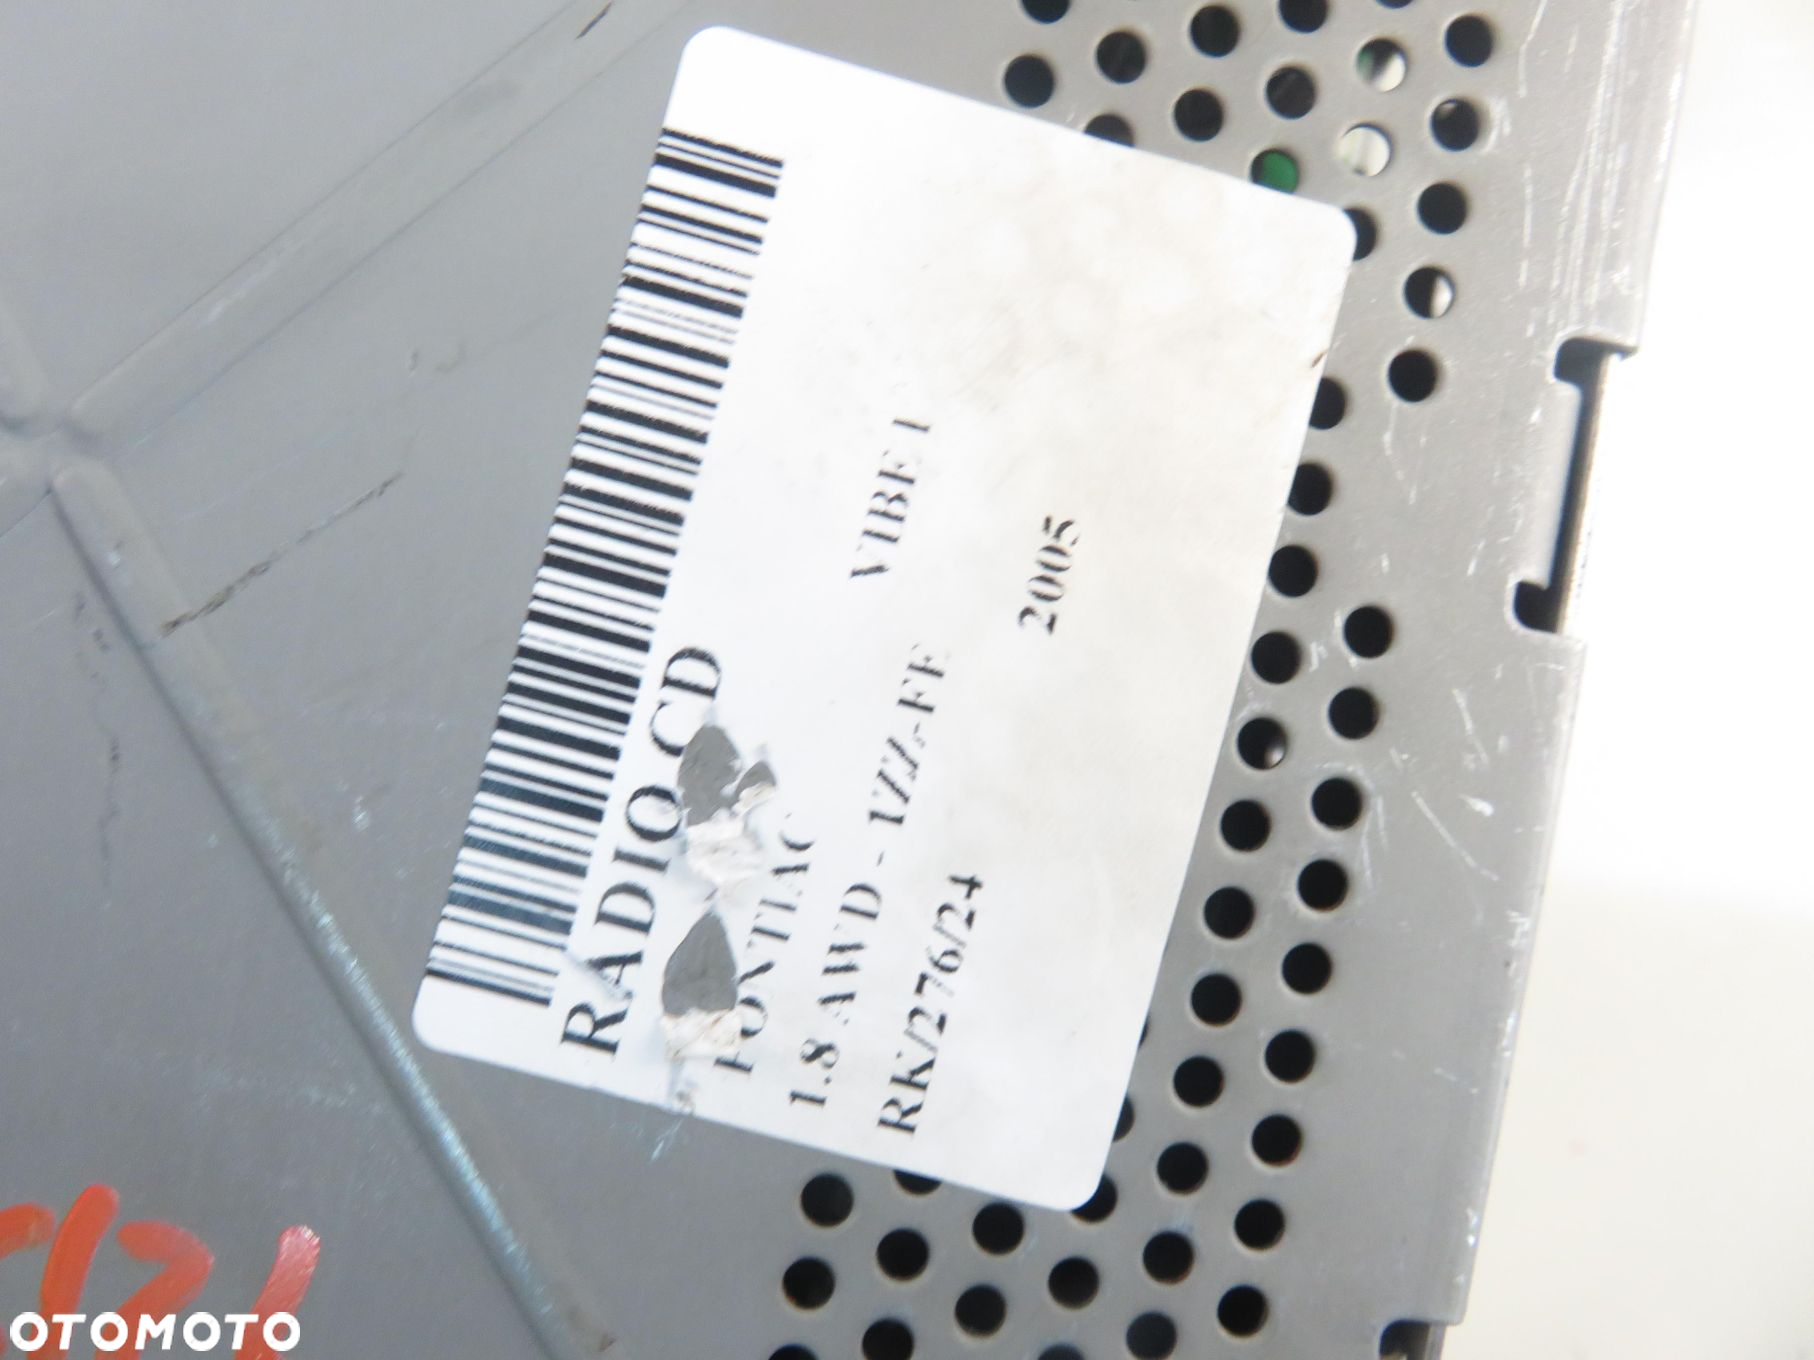 RADIO CD
PONTIAC VIBE I
1.8 AWD - 1ZZ-FE
RK/276/24 2005
OTOMOTO